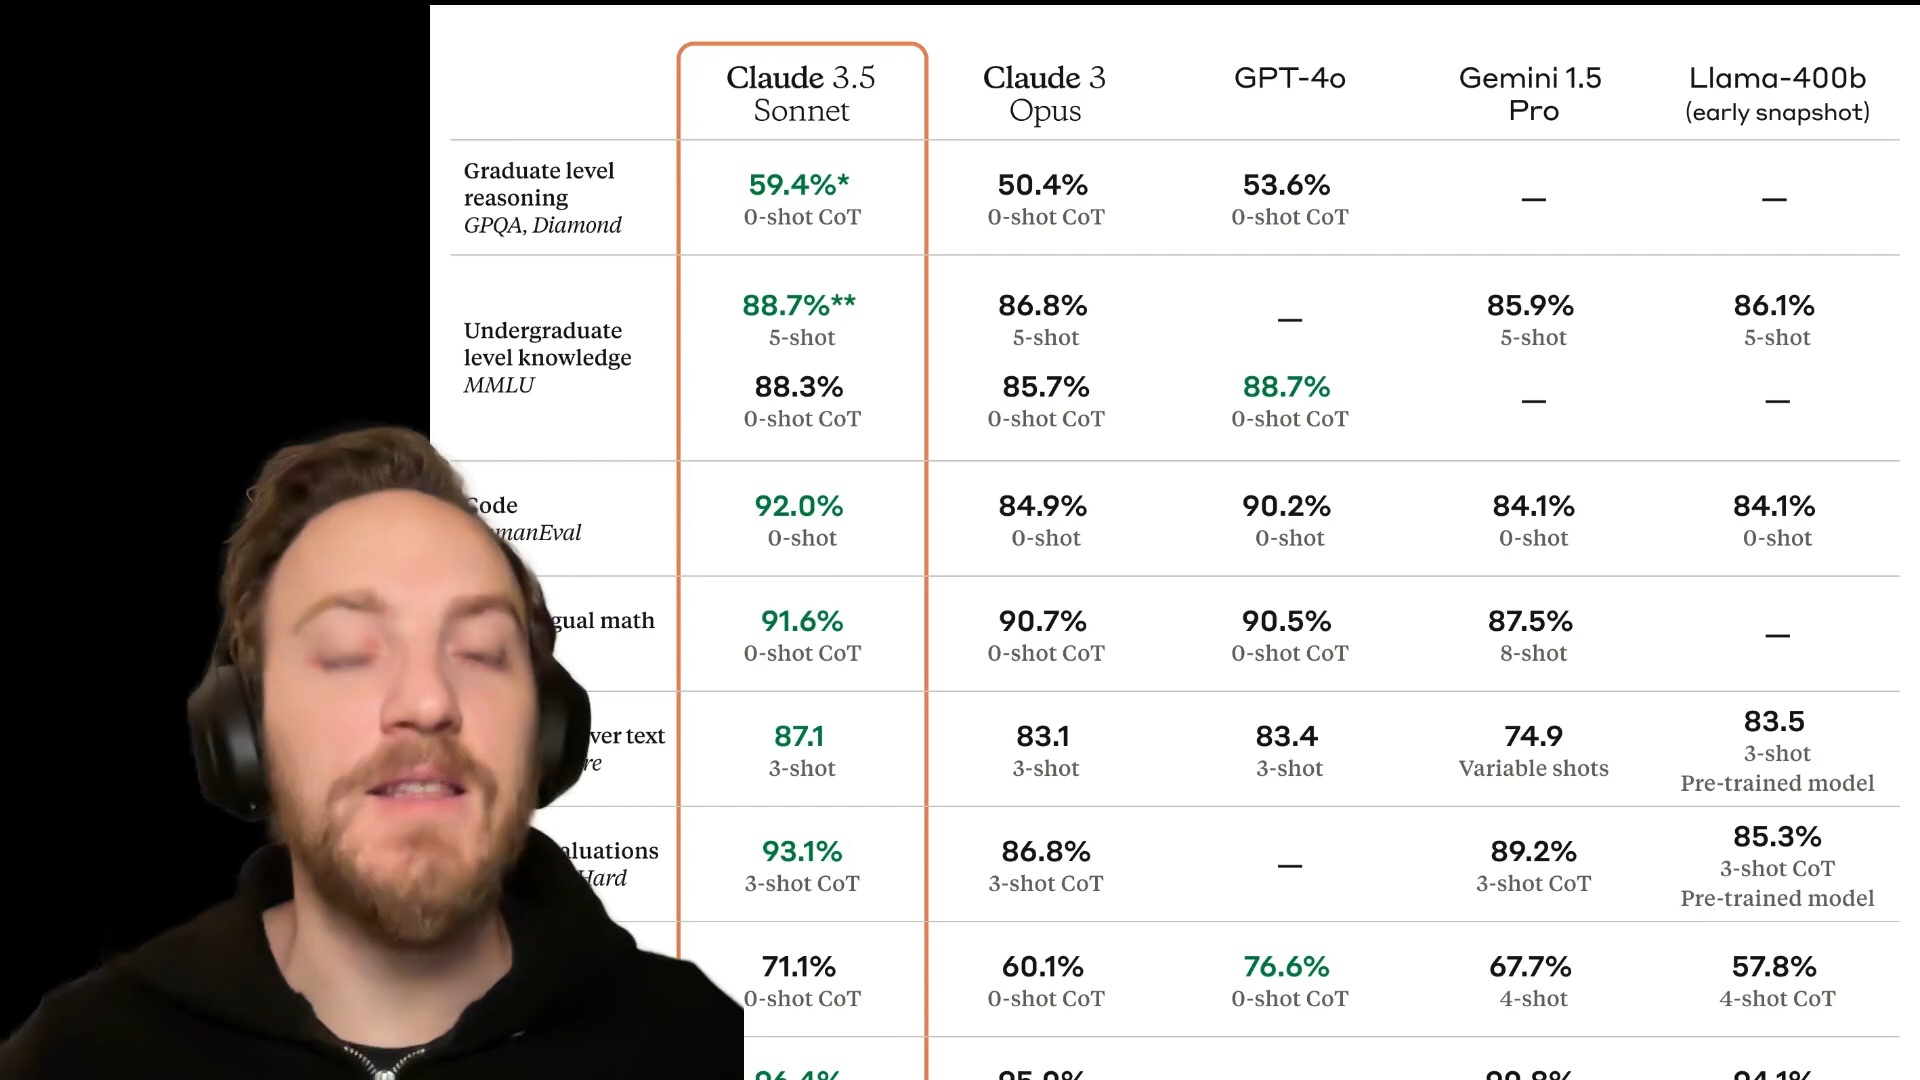 Claude 3.5 Sonnet
Claude 3 Opus
GPT-4o
Gemini 1.5 Pro
Llama-400b (early snapshot)
Graduate level
reasoning
GPQA, Diamond
59.4%* 50.4% 53.6% — —
0-shot CoT 0-shot CoT 0-shot CoT
Undergraduate
level knowledge
MMLU
88.7%** 86.8% — 85.9% 86.1%
5-shot 5-shot 5-shot 5-shot
88.3% 85.7% 88.7% — —
0-shot CoT 0-shot CoT 0-shot CoT
Code
manEval
92.0% 84.9% 90.2% 84.1% 84.1%
0-shot 0-shot 0-shot 0-shot 0-shot
gual math
91.6% 90.7% 90.5% 87.5% —
0-shot CoT 0-shot CoT 0-shot CoT 8-shot
ver text
re
87.1 83.1 83.4 74.9 83.5
3-shot 3-shot 3-shot Variable shots 3-shot
Pre-trained model
aluations
Hard
93.1% 86.8% — 89.2% 85.3%
3-shot CoT 3-shot CoT 3-shot CoT 3-shot CoT
Pre-trained model
71.1% 60.1% 76.6% 67.7% 57.8%
0-shot CoT 0-shot CoT 0-shot CoT 4-shot 4-shot CoT